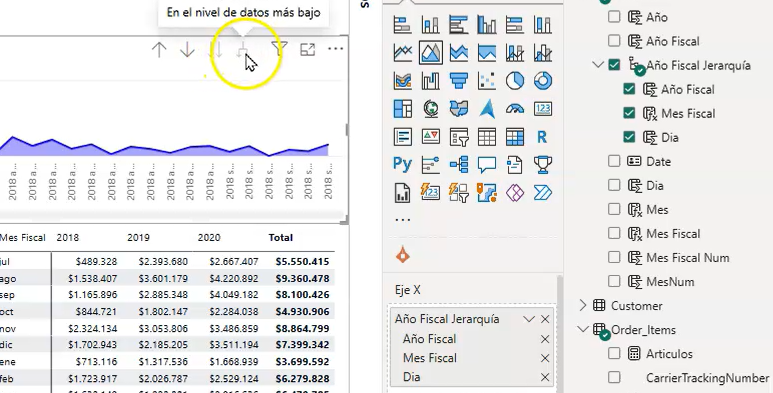 En el nivel de datos más bajo
2018 a...
2018 a...
2018 a...
2018 a...
2018 a...
2018 a...
2018 a...
2018 a...
2018 a...
2018 a...
2018 a...
2018 s...
2018 s...
2018 s...
2018 s...
2018 s...
2018 s...
Mes Fiscal 2018 2019 2020 Total
jul $489.328 $2.393.680 $2.667.407 $5.550.415
ago $1.538.407 $3.601.179 $4.220.892 $9.360.478
sep $1.165.896 $2.885.348 $4.049.182 $8.100.426
oct $844.721 $1.802.147 $2.284.038 $4.930.906
nov $2.324.134 $3.053.806 $3.486.859 $8.864.799
dic $1.702.943 $2.185.205 $3.511.194 $7.399.342
ene $713.116 $1.317.536 $1.668.939 $3.699.592
feb $1.723.917 $2.026.787 $2.529.124 $6.279.828
123
R
Py
123
...
Eje X
Año Fiscal Jerarquía
Año Fiscal
Mes Fiscal
Dia
Año
Año Fiscal
Año Fiscal Jerarquía
Año Fiscal
Mes Fiscal
Dia
Date
Dia
Mes
Mes Fiscal
Mes Fiscal Num
MesNum
Customer
Order_Items
Articulos
CarrierTrackingNumber